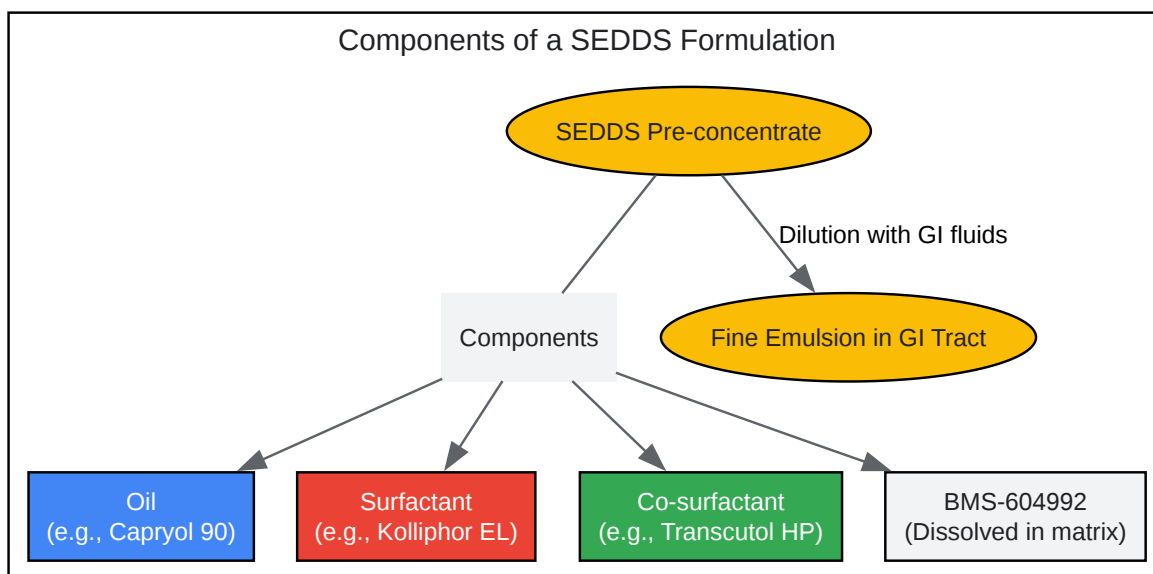 Components of a SEDDS Formulation
SEDDS Pre-concentrate
Dilution with GI fluids
Components
Fine Emulsion in GI Tract
Oil
(e.g., Capryol 90)
Surfactant
(e.g., Kolliphor EL)
Co-surfactant
(e.g., Transcutol HP)
BMS-604992
(Dissolved in matrix)